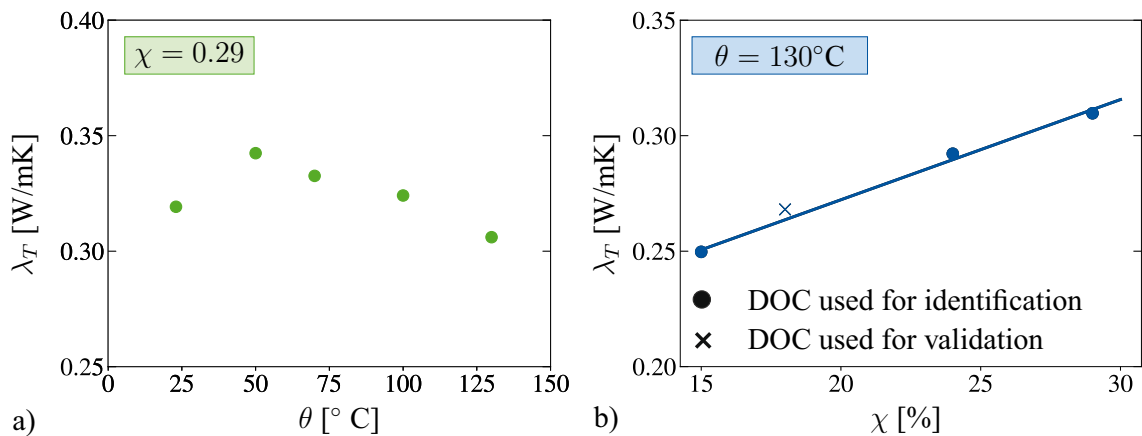 0.40
0.35
0.30
0.25
λ_T [W/mK]
χ = 0.29
0
25
50
75
100
125
150
θ [° C]
a)
0.35
0.30
0.25
0.20
λ_T [W/mK]
θ = 130°C
DOC used for identification
DOC used for validation
15
20
25
30
χ [%]
b)